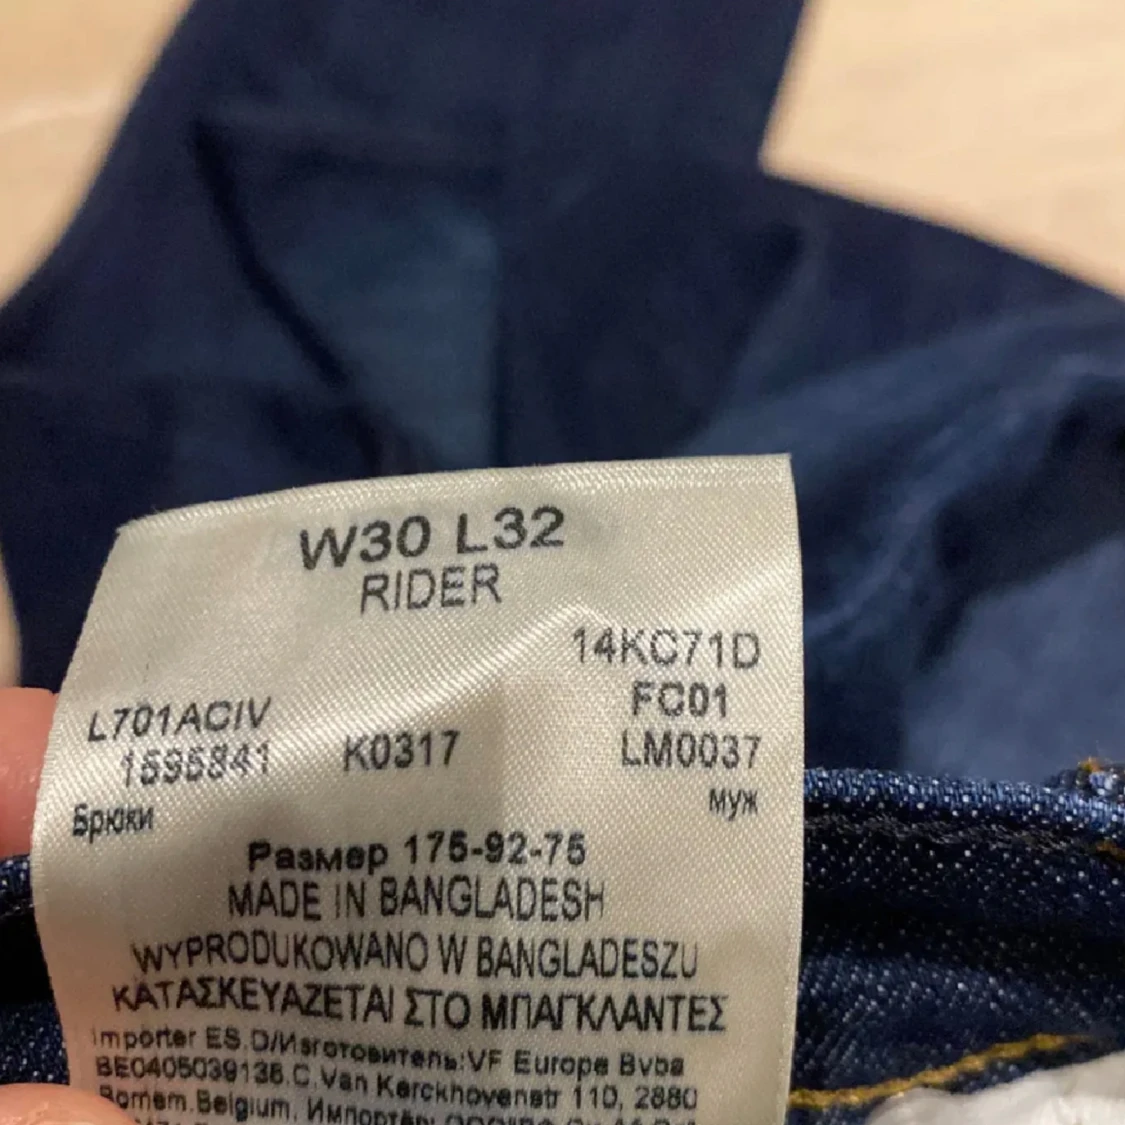 W30 L32
RIDER
14KC71D
L701ACIV FC01
1595841 K0317 LM0037
Брюки муж
Размер 175-92-75
MADE IN BANGLADESH
WYPRODUKOWANO W BANGLADESZU
ΚΑΤΑΣΚΕΥΑΖΕΤΑΙ ΣΤΟ ΜΠΑΓΚΛΑΝΤΕΣ
Importer ES.D/Изготовитель:VF Europe Bvba
BE0405039136.C.Van Kerckhovenstr 110, 2880
Bornem.Belgium,